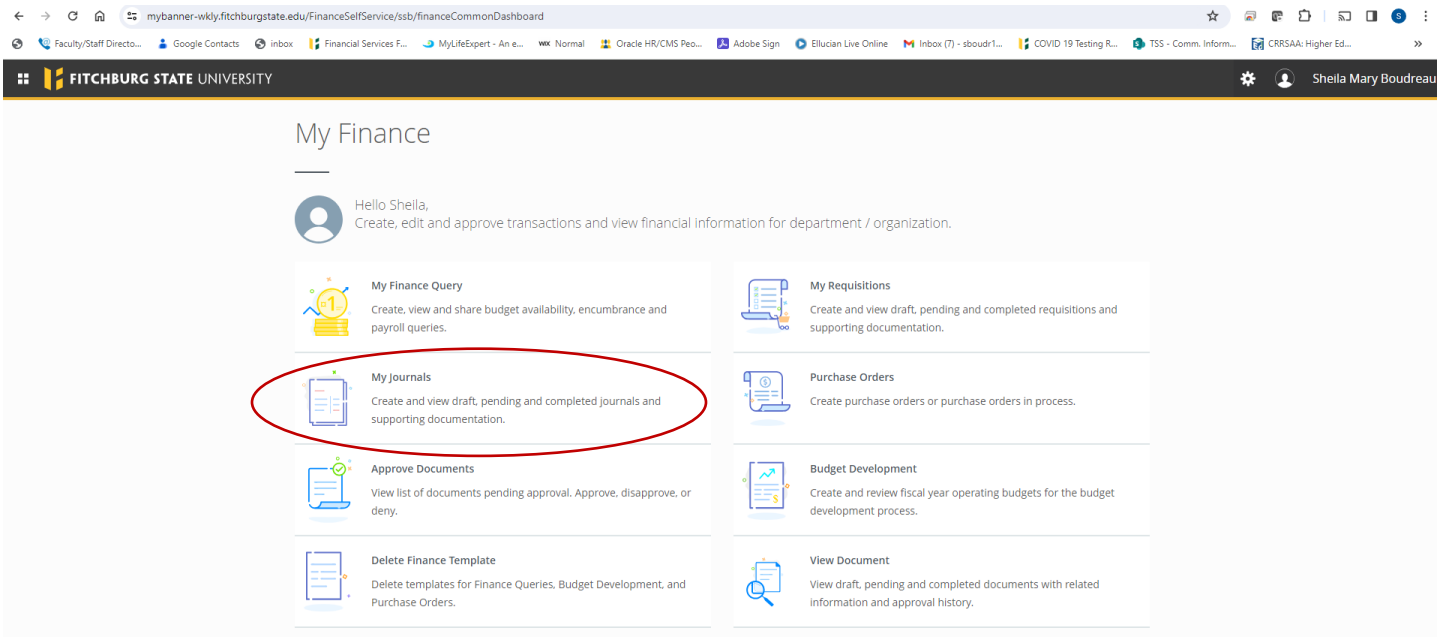 mybanner-wkly.fitchburgstate.edu/FinanceSelfService/ssb/financeCommonDashboard
S
Faculty/Staff Directo... Google Contacts inbox Financial Services F... MyLifeExpert - An e... WIX Normal Oracle HR/CMS Peo... Adobe Sign Ellucian Live Online Inbox (7) - sboudr1... COVID 19 Testing R... TSS - Comm. Inform... CRRSAA: Higher Ed... »
FITCHBURG STATE UNIVERSITY Sheila Mary Boudreau
My Finance
Hello Sheila,
Create, edit and approve transactions and view financial information for department / organization.
My Finance Query
Create, view and share budget availability, encumbrance and
payroll queries.
My Requisitions
Create and view draft, pending and completed requisitions and
supporting documentation.
My Journals
Create and view draft, pending and completed journals and
supporting documentation.
Purchase Orders
Create purchase orders or purchase orders in process.
Approve Documents
View list of documents pending approval. Approve, disapprove, or
deny.
Budget Development
Create and review fiscal year operating budgets for the budget
development process.
Delete Finance Template
Delete templates for Finance Queries, Budget Development, and
Purchase Orders.
View Document
View draft, pending and completed documents with related
information and approval history.